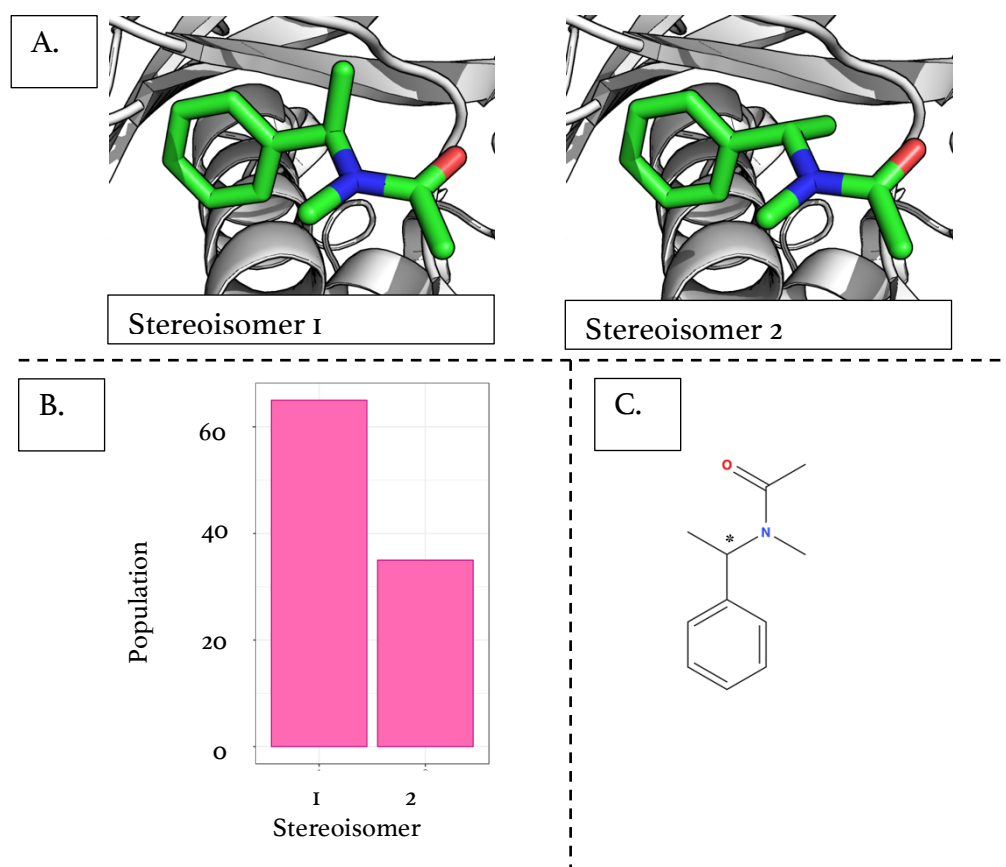 A.
Stereoisomer 1
Stereoisomer 2
B.
Population
60
40
20
0
1 2
Stereoisomer
C.
O
*
N